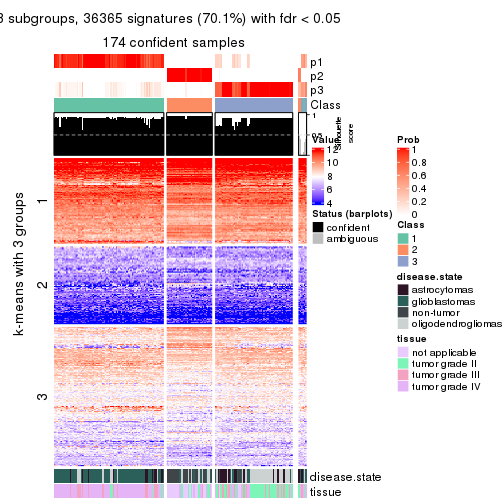 3 subgroups, 36365 signatures (70.1%) with fdr < 0.05
174 confident samples
p1
p2
p3
Class
1
0.5
Silhouette
score
k-means with 3 groups
1
2
3
disease.state
tissue
Value
12
10
8
6
4
Status (barplots)
confident
ambiguous
Prob
1
0.8
0.6
0.4
0.2
0
Class
1
2
3
disease.state
astrocytomas
glioblastomas
non-tumor
oligodendrogliomas
tissue
not applicable
tumor grade II
tumor grade III
tumor grade IV